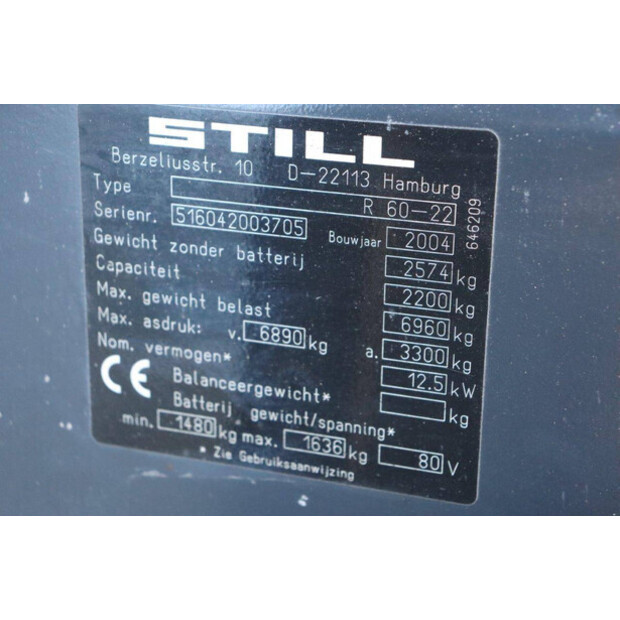 STILL
Berzeliusstr. 10 D-22113 Hamburg
Type R 60-22
Serienr. 516042003705 Bouwjaar 2004
Gewicht zonder batterij 2574 kg
Capaciteit 2200 kg
Max. gewicht belast 6960 kg
Max. asdruk: v. 6890 kg a. 3300 kg
Nom. vermogen* 12.5 kW
CE Balanceergewicht* kg
Batterij gewicht/spanning*
min. 1480 kg max. 1636 kg 80 V
* Zie Gebruiksaanwijzing
646209